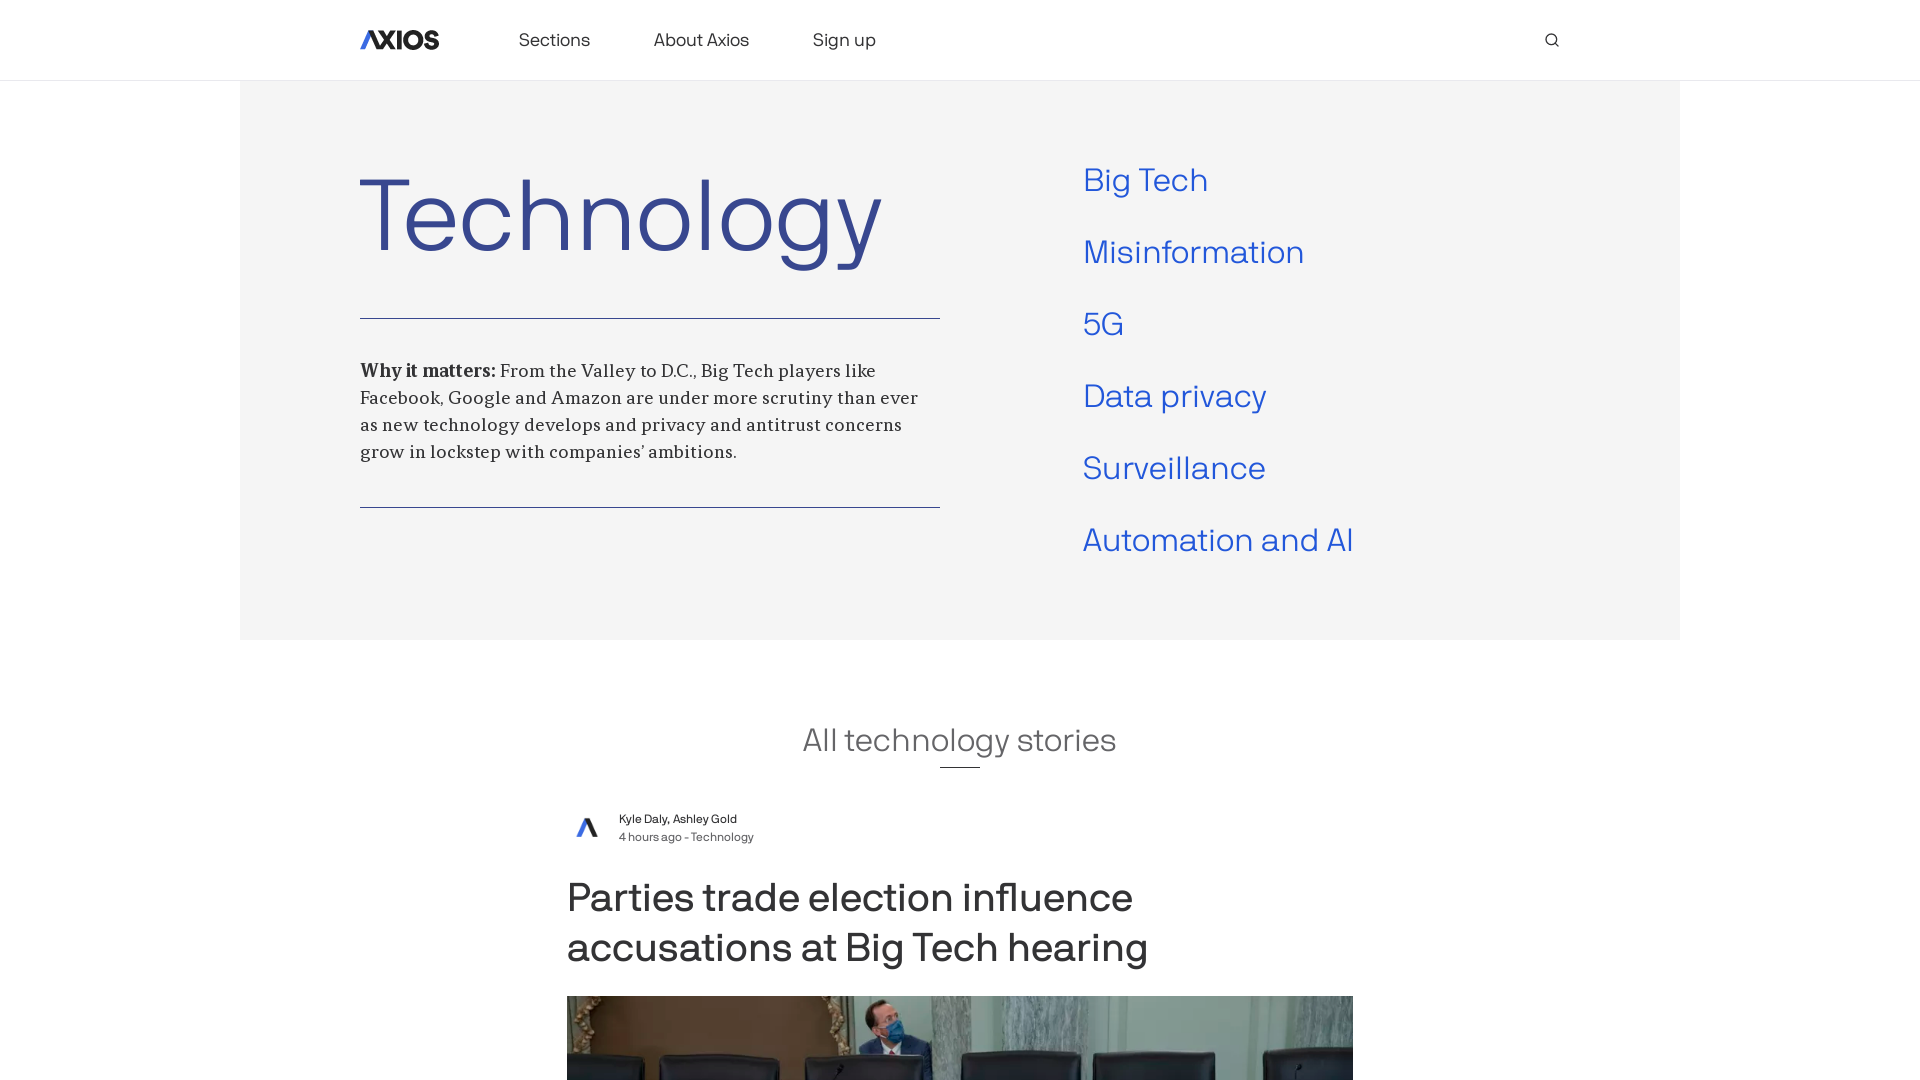 AXIOS
Sections
About Axios
Sign up
Technology
Why it matters: From the Valley to D.C., Big Tech players like
Facebook, Google and Amazon are under more scrutiny than ever
as new technology develops and privacy and antitrust concerns
grow in lockstep with companies’ ambitions.
Big Tech
Misinformation
5G
Data privacy
Surveillance
Automation and AI
All technology stories
Kyle Daly, Ashley Gold
4 hours ago - Technology
Parties trade election influence
accusations at Big Tech hearing